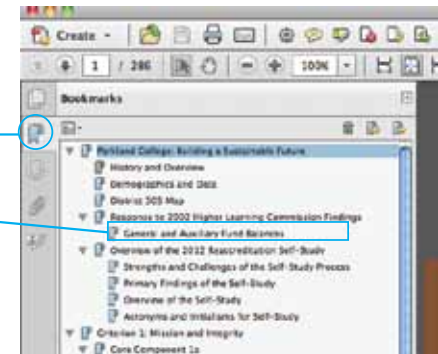 Create
1 / 286 100%
Bookmarks
Parkland College: Building a Sustainable Future
History and Overview
Demographics and Data
District 505 Map
Response to 2002 Higher Learning Commission Findings
General and Auxiliary Fund Balances
Overview of the 2012 Reaccreditation Self-Study
Strengths and Challenges of the Self-Study Process
Primary Findings of the Self-Study
Overview of the Self-Study
Acronyms and Initialisms for Self-Study
Criterion 1: Mission and Integrity
Core Component 1a